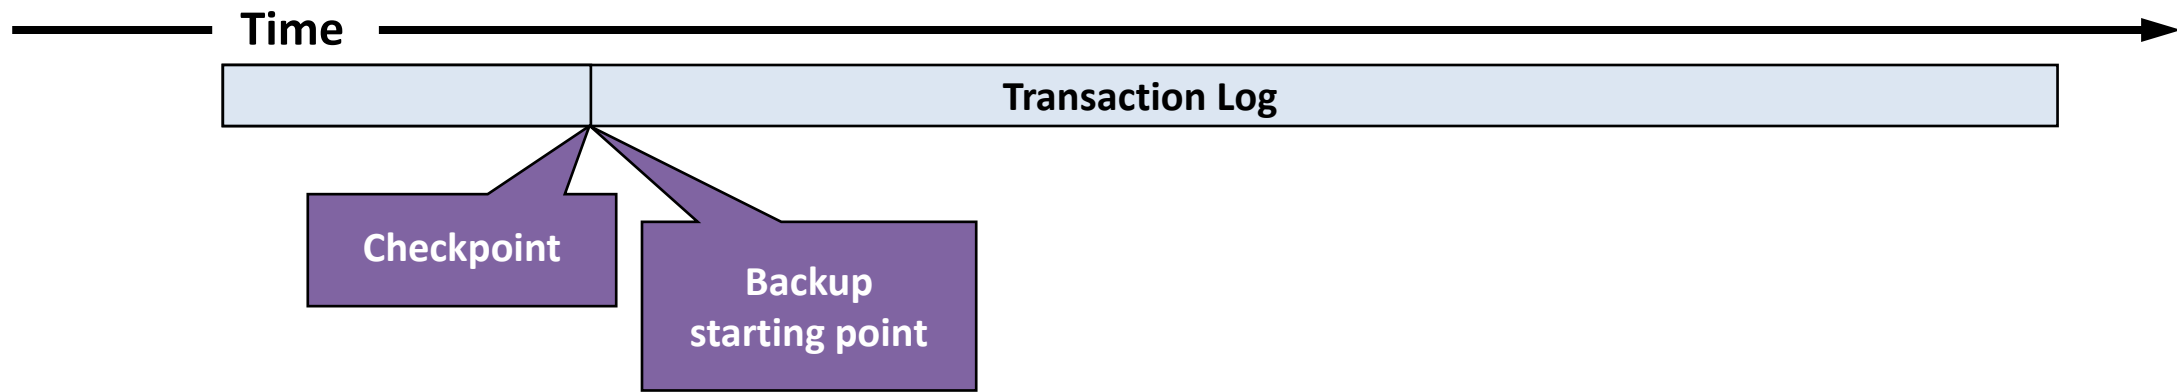 Time
Transaction Log
Checkpoint
Backup
starting point